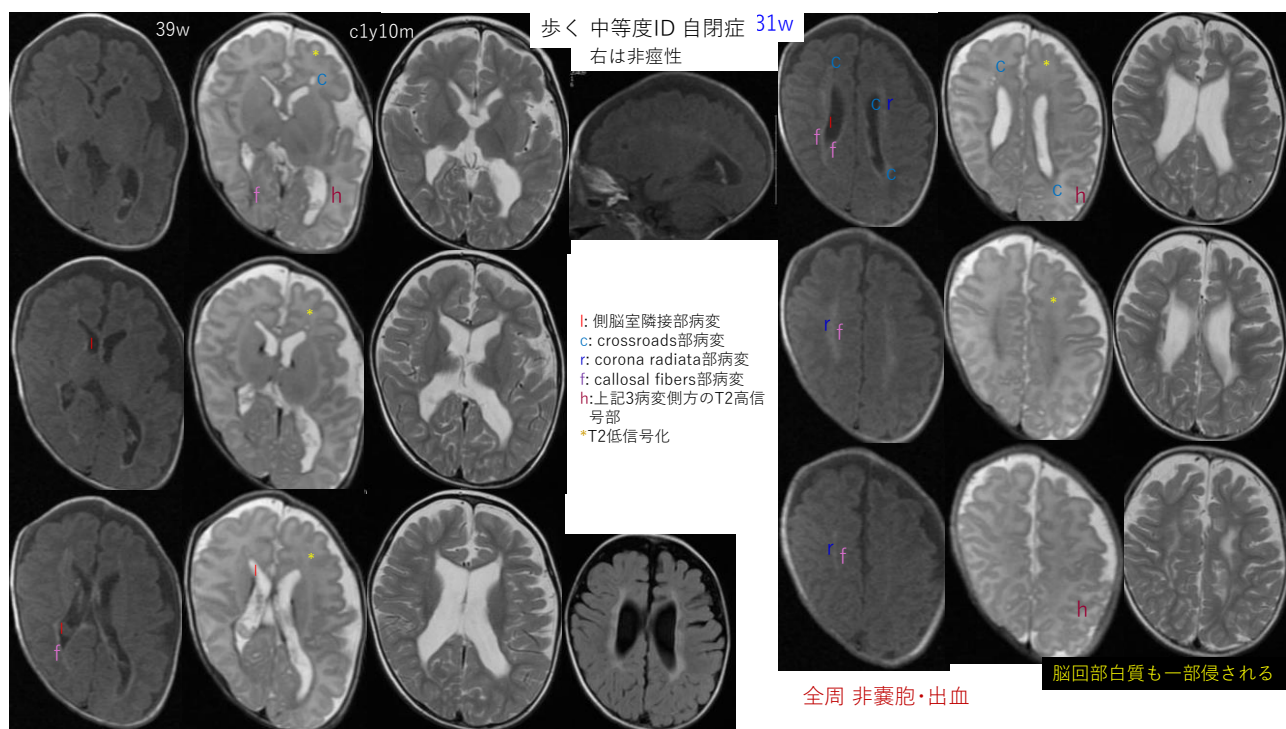 39w
c1y10m
歩く 中等度ID 自閉症 31w
右は非痙性
*
c
f
h
c
c r
l
f
f
c
*
c
c
h
l
*
l: 側脳室隣接部病変
c: crossroads部病変
r: corona radiata部病変
f: callosal fibers部病変
h:上記3病変側方のT2高信
号部
*T2低信号化
r f
*
l
f
l
*
r f
h
脳回部白質も一部侵される
全周 非嚢胞・出血